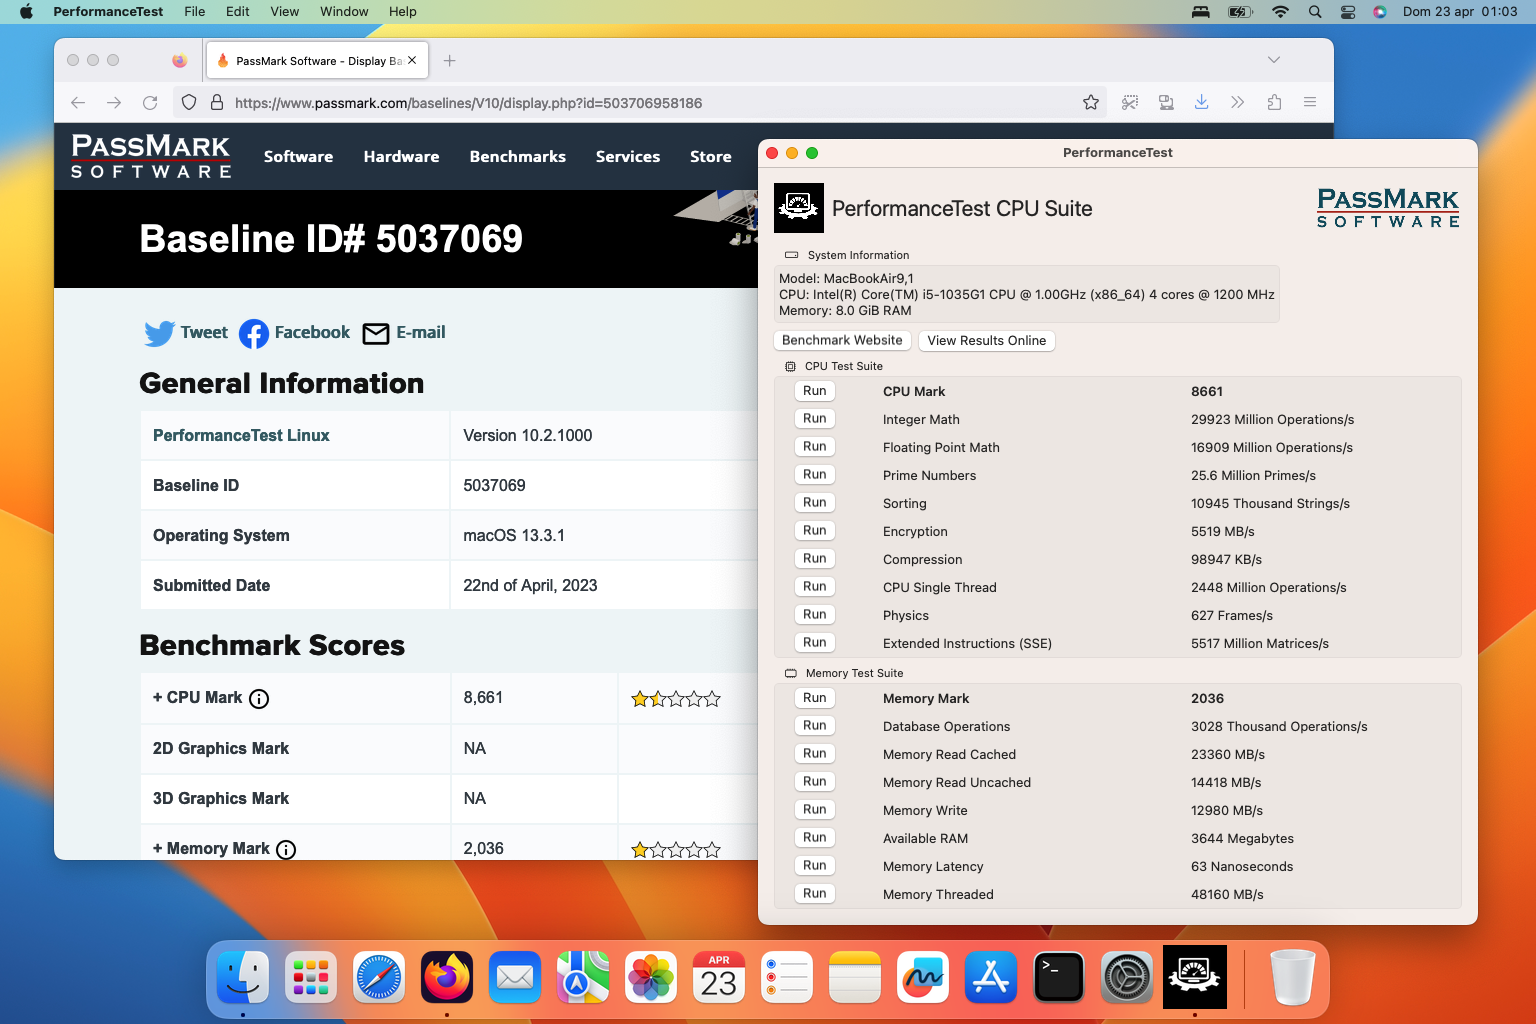 PerformanceTest File Edit View Window Help Dom 23 apr 01:03
PassMark Software - Display Ba
https://www.passmark.com/baselines/V10/display.php?id=503706958186
PASSMARK
SOFTWARE
Software Hardware Benchmarks Services Store
Baseline ID# 5037069
Tweet Facebook E-mail
General Information
PerformanceTest Linux Version 10.2.1000
Baseline ID 5037069
Operating System macOS 13.3.1
Submitted Date 22nd of April, 2023
Benchmark Scores
+ CPU Mark 8,661
2D Graphics Mark NA
3D Graphics Mark NA
+ Memory Mark 2,036
PerformanceTest
PerformanceTest CPU Suite
PASSMARK
SOFTWARE
System Information
Model: MacBookAir9,1
CPU: Intel(R) Core(TM) i5-1035G1 CPU @ 1.00GHz (x86_64) 4 cores @ 1200 MHz
Memory: 8.0 GiB RAM
Benchmark Website View Results Online
CPU Test Suite
Run CPU Mark 8661
Run Integer Math 29923 Million Operations/s
Run Floating Point Math 16909 Million Operations/s
Run Prime Numbers 25.6 Million Primes/s
Run Sorting 10945 Thousand Strings/s
Run Encryption 5519 MB/s
Run Compression 98947 KB/s
Run CPU Single Thread 2448 Million Operations/s
Run Physics 627 Frames/s
Run Extended Instructions (SSE) 5517 Million Matrices/s
Memory Test Suite
Run Memory Mark 2036
Run Database Operations 3028 Thousand Operations/s
Run Memory Read Cached 23360 MB/s
Run Memory Read Uncached 14418 MB/s
Run Memory Write 12980 MB/s
Run Available RAM 3644 Megabytes
Run Memory Latency 63 Nanoseconds
Run Memory Threaded 48160 MB/s
APR
23
>_